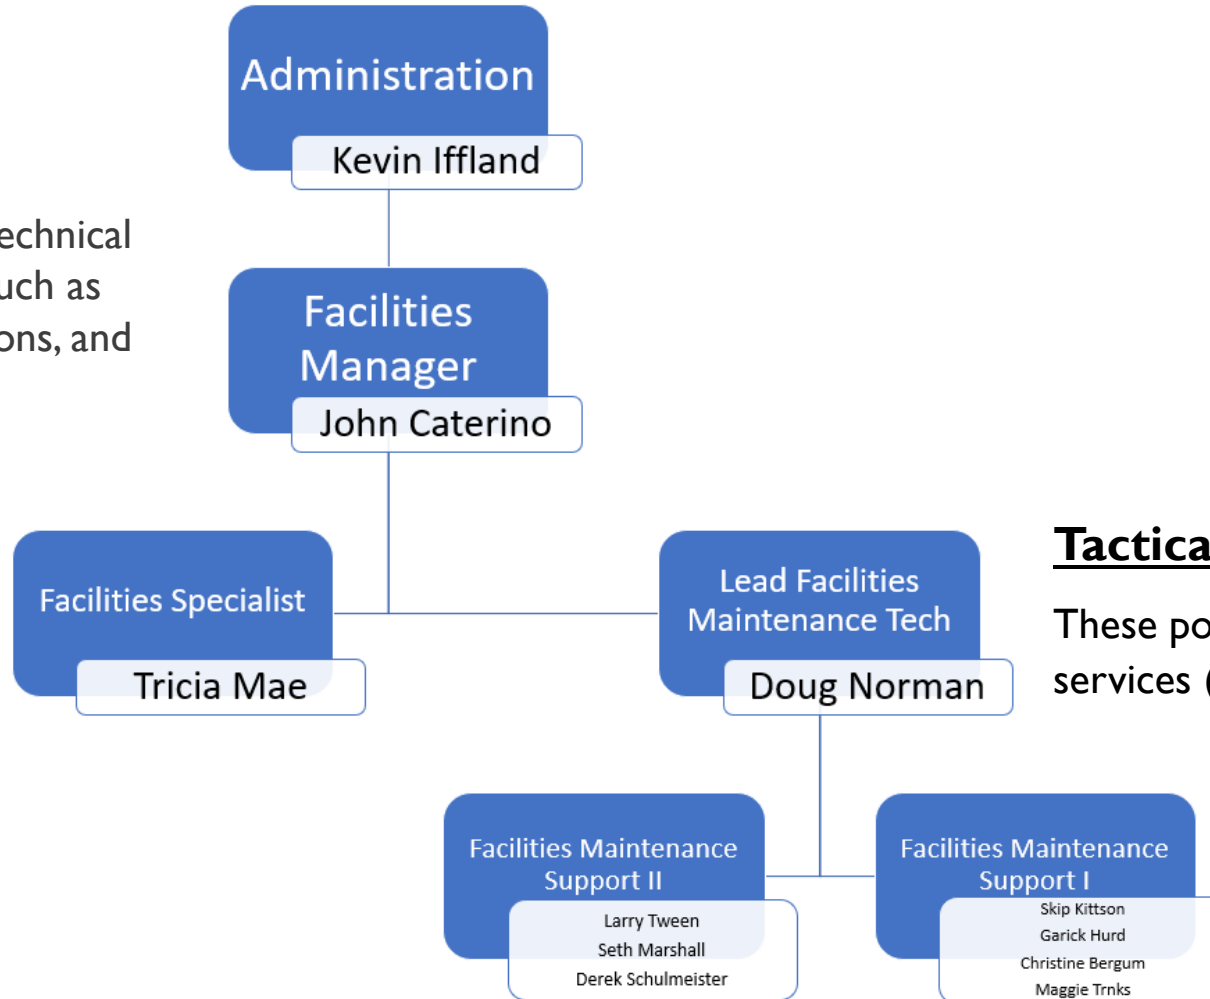 Administration
Kevin Iffland
echnical
uch as
ons, and
Facilities
Manager
John Caterino
Facilities Specialist
Tricia Mae
Lead Facilities
Maintenance Tech
Doug Norman
Tactica
These po
services (
Facilities Maintenance
Support II
Larry Tween
Seth Marshall
Derek Schulmeister
Facilities Maintenance
Support I
Skip Kittson
Garick Hurd
Christine Bergum
Maggie Trnks